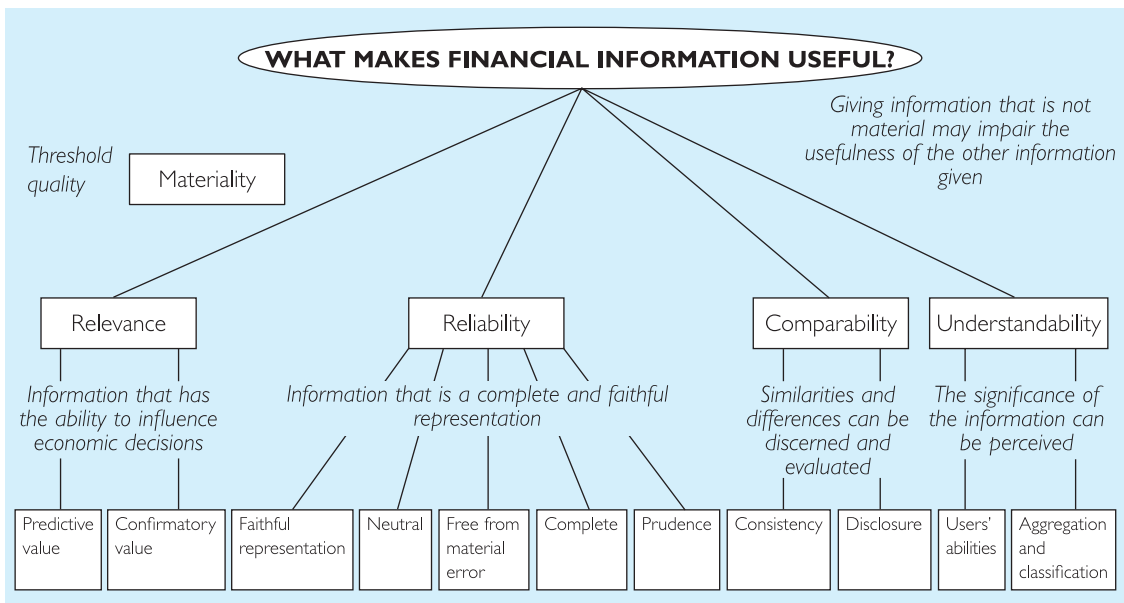 WHAT MAKES FINANCIAL INFORMATION USEFUL?
Giving information that is not
material may impair the
usefulness of the other information
given
Threshold
quality
Materiality
Relevance
Reliability
Comparability
Understandability
Information that has
the ability to influence
economic decisions
Information that is a complete and faithful
representation
Similarities and
differences can be
discerned and
evaluated
The significance of
the information can
be perceived
Predictive
value
Confirmatory
value
Faithful
representation
Neutral
Free from
material
error
Complete
Prudence
Consistency
Disclosure
Users'
abilities
Aggregation
and
classification